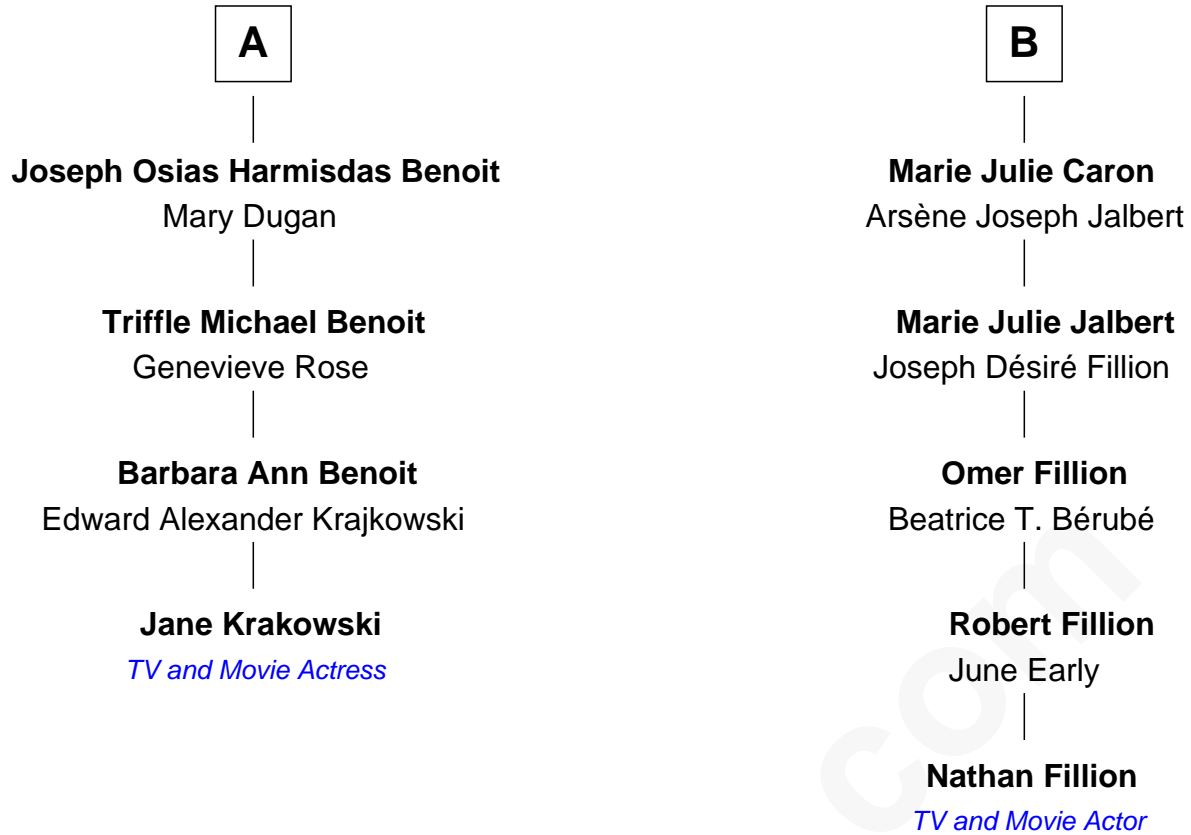 A
Joseph Osias Harmisdas Benoit
Mary Dugan
Triffle Michael Benoit
Genevieve Rose
Barbara Ann Benoit
Edward Alexander Krajkowski
Jane Krakowski
TV and Movie Actress
B
Marie Julie Caron
Arsène Joseph Jalbert
Marie Julie Jalbert
Joseph Désiré Fillion
Omer Fillion
Beatrice T. Bérubé
Robert Fillion
June Early
Nathan Fillion
TV and Movie Actor
com